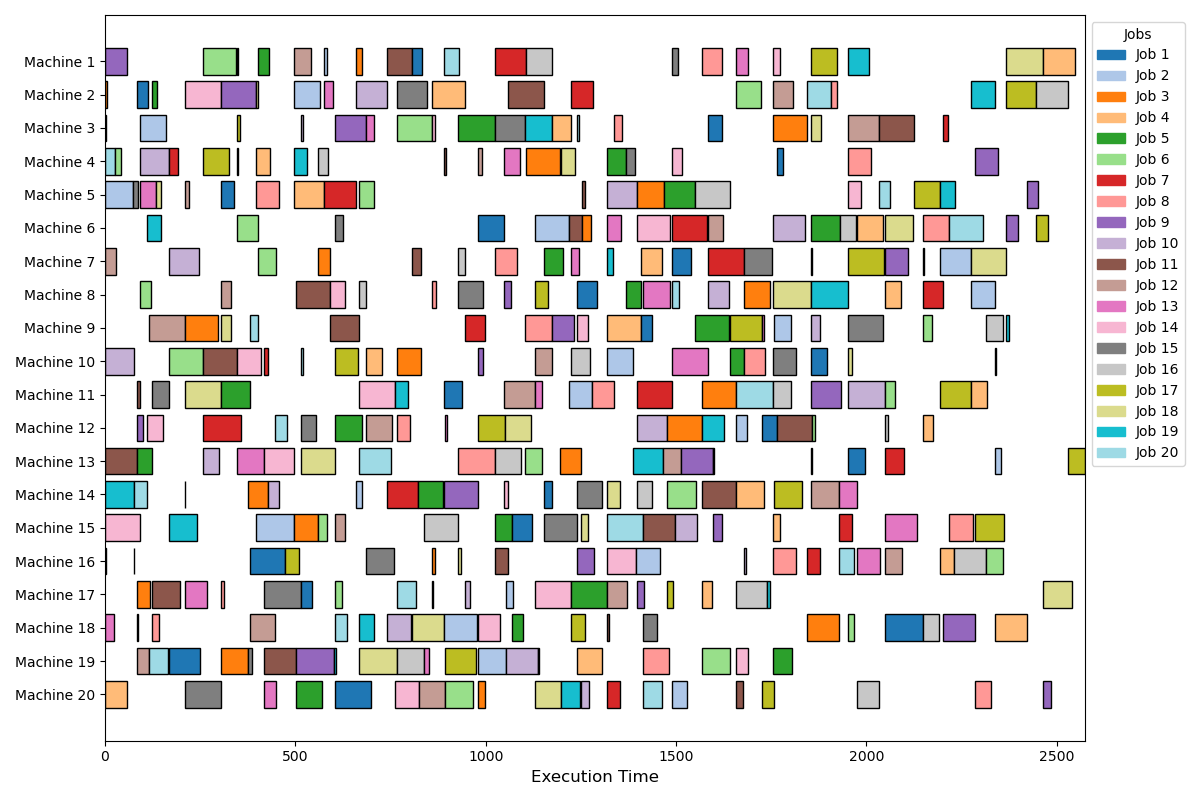 Machine 1
Machine 2
Machine 3
Machine 4
Machine 5
Machine 6
Machine 7
Machine 8
Machine 9
Machine 10
Machine 11
Machine 12
Machine 13
Machine 14
Machine 15
Machine 16
Machine 17
Machine 18
Machine 19
Machine 20
0
500
1000
1500
2000
2500
Execution Time
Jobs
Job 1
Job 2
Job 3
Job 4
Job 5
Job 6
Job 7
Job 8
Job 9
Job 10
Job 11
Job 12
Job 13
Job 14
Job 15
Job 16
Job 17
Job 18
Job 19
Job 20